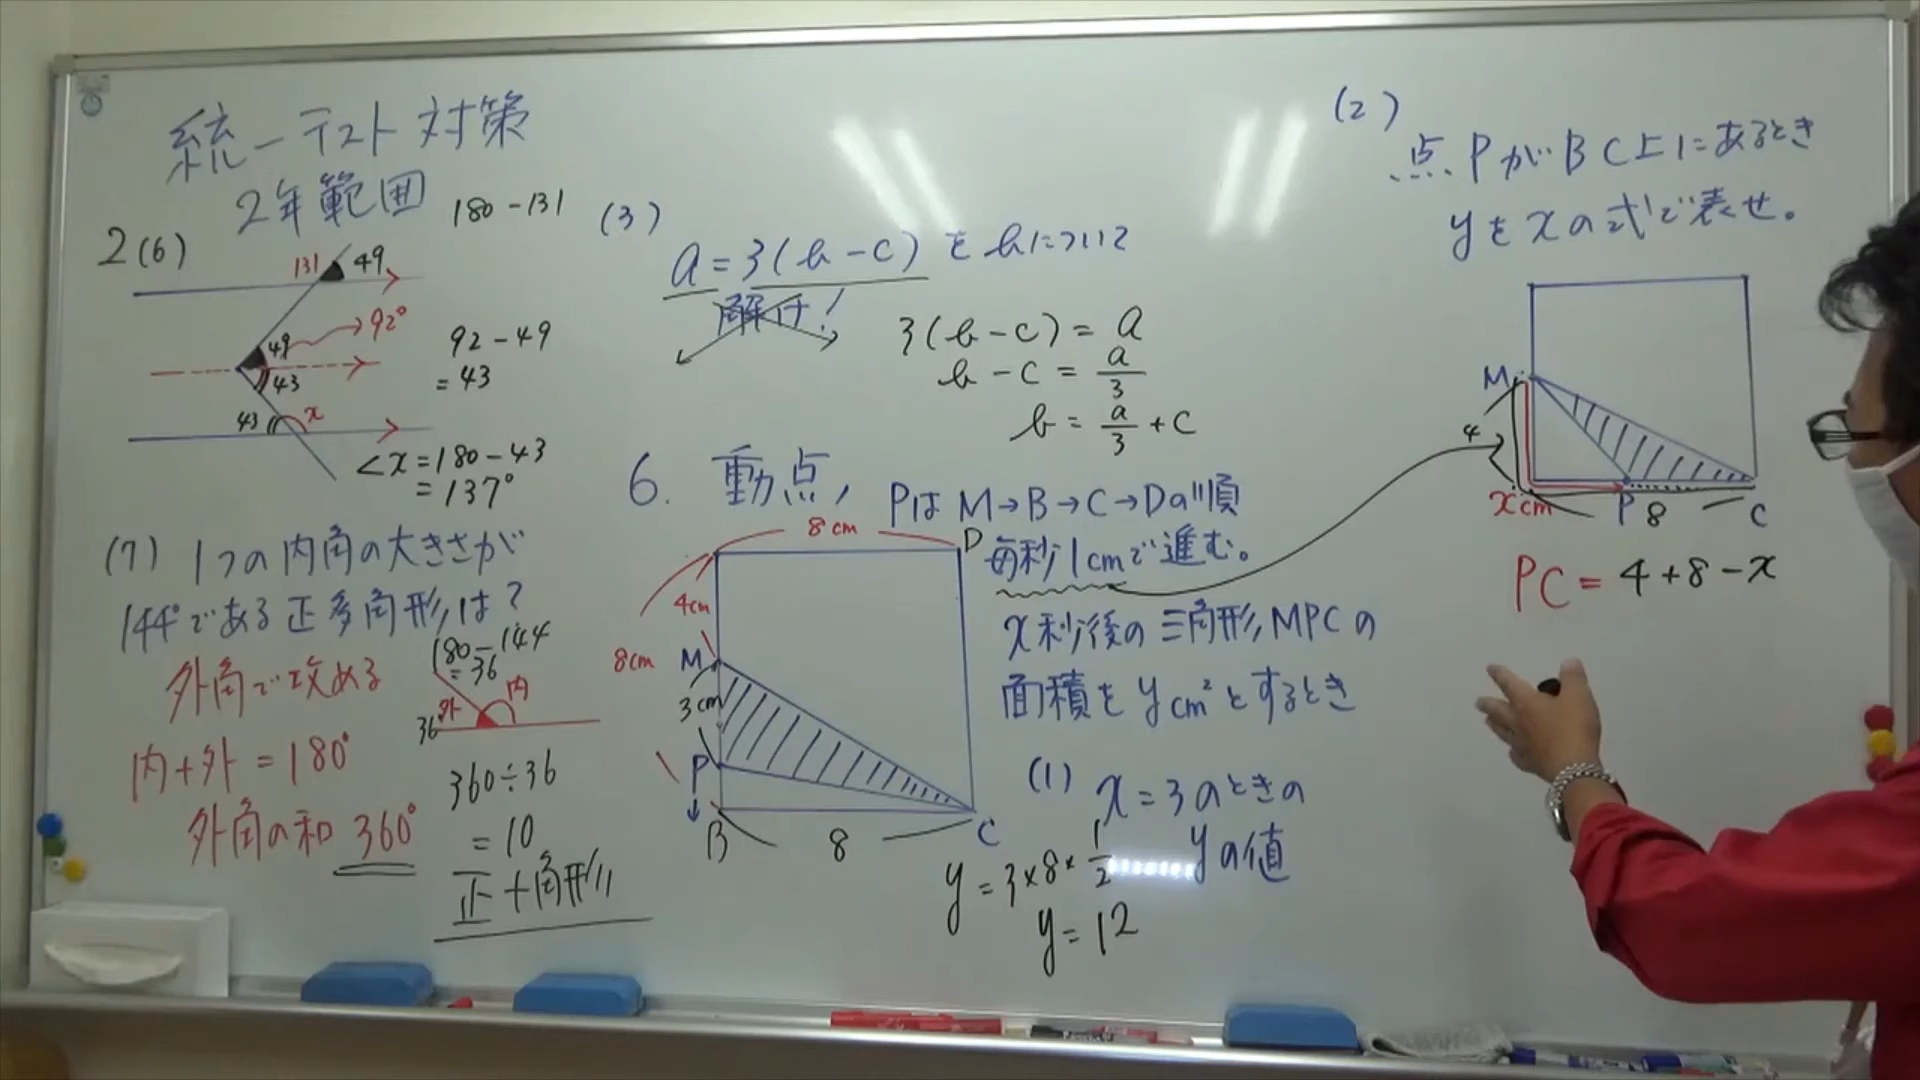 統一テスト対策
2年範囲
2(6)
180-131
131
49
49
92°
43
43
x
92-49
=43
∠x=180-43
=137°
(7) 1つの内角の大きさが
144°である正多角形は?
外角で攻める
180-144
=36
外
内
36°
内+外=180°
外角の和 360°
360÷36
=10
正十角形
(3)
a=3(b-c)をbについて
解け!
3(b-c)=a
b-c=a/3
b=a/3+c
6. 動点
PはM→B→C→Dの順
毎秒1cmで進む。
8cm
D
4cm
8cm
M
3cm
P
B
8
C
x秒後の三角形MPCの
面積をycm²とするとき
(1) x=3のときの
yの値
y=3×8×1/2
y=12
(2)
点PがBC上にあるとき
yをxの式で表せ。
M
4
xcm
P
8
C
PC=4+8-x